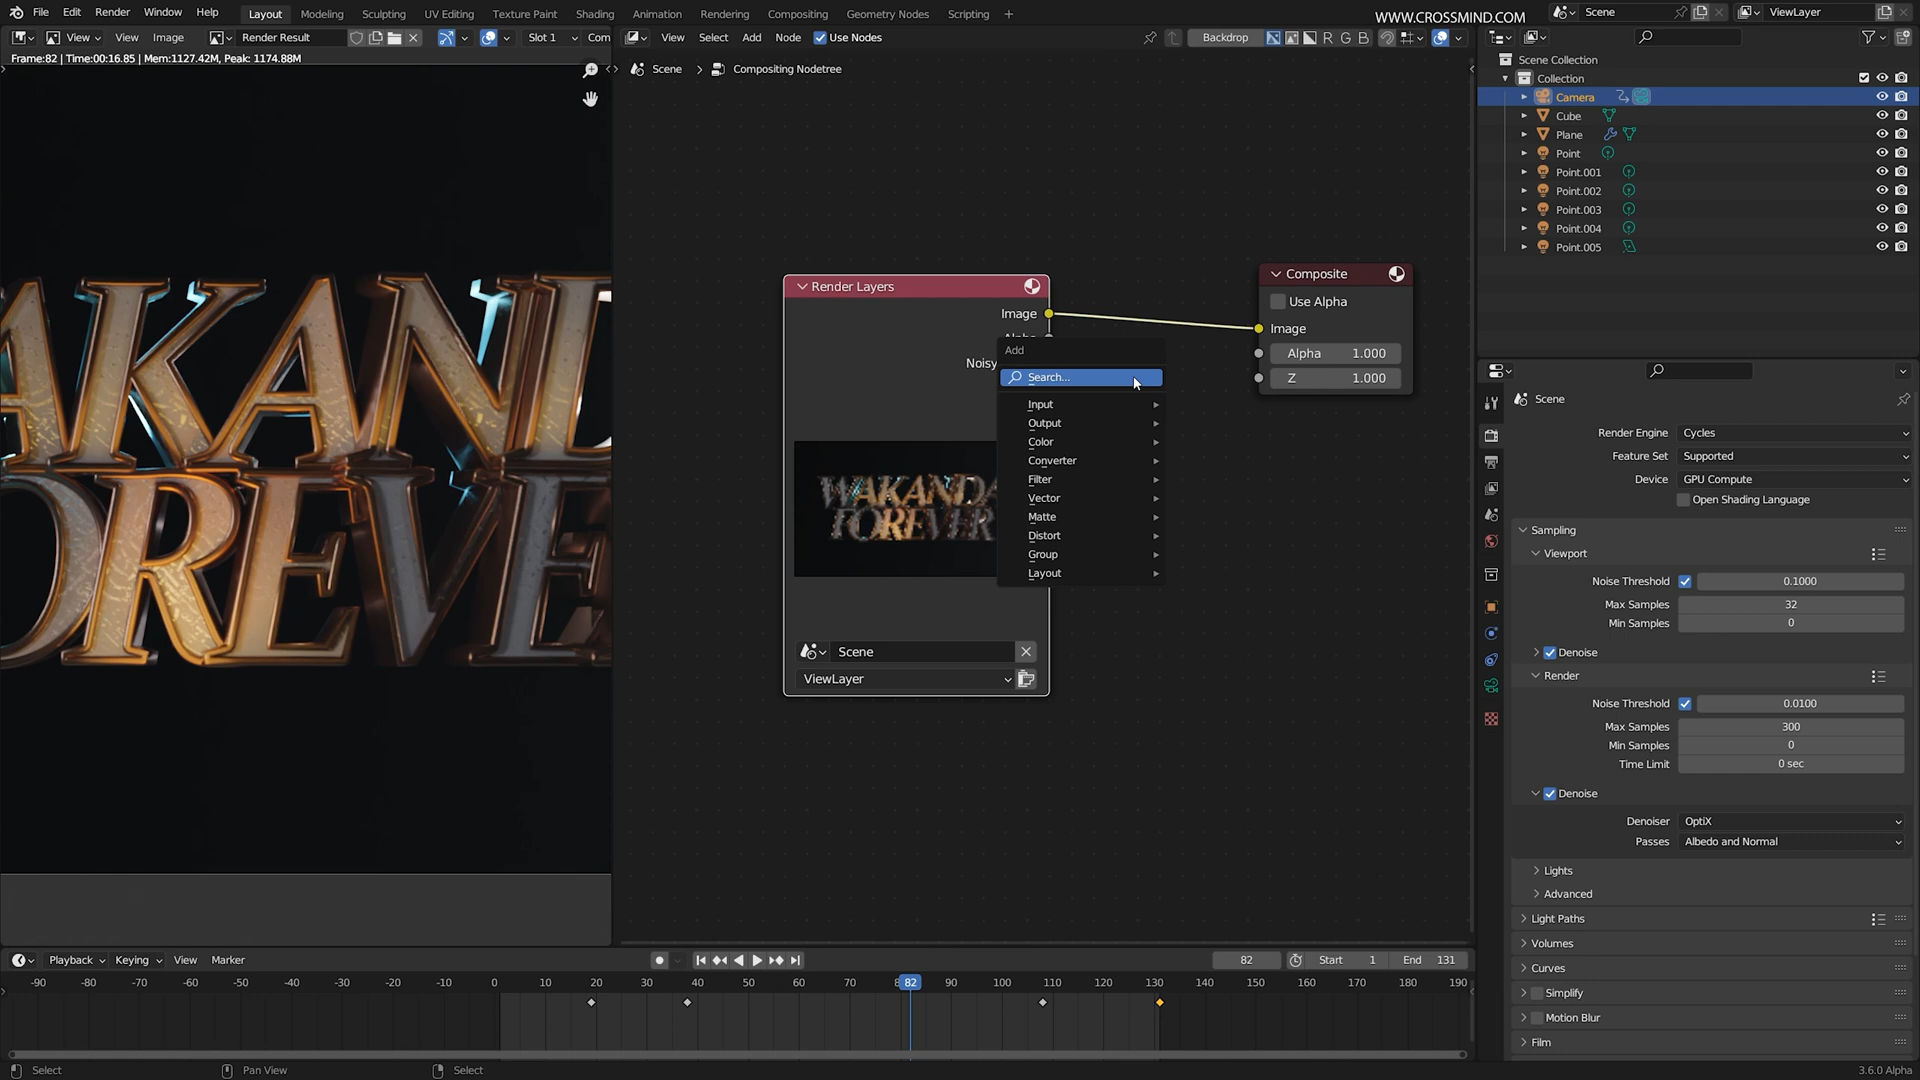 File Edit Render Window Help
Layout Modeling Sculpting UV Editing Texture Paint Shading Animation Rendering Compositing Geometry Nodes Scripting +
WWW.CROSSMIND.COM
Scene
ViewLayer
View View Image Render Result Slot 1 Com
View Select Add Node Use Nodes Backdrop R G B
Frame:82 | Time:00:16.85 | Mem:1127.42M, Peak: 1174.88M
Scene > Compositing Nodetree
WAKAND
OREVE
Render Layers
Image
Alpha
Noisy
WAKANDA
FOREVER
Scene
ViewLayer
Add
Search...
Input
Output
Color
Converter
Filter
Vector
Matte
Distort
Group
Layout
Composite
Use Alpha
Image
Alpha 1.000
Z 1.000
Scene Collection
Collection
Camera
Cube
Plane
Point
Point.001
Point.002
Point.003
Point.004
Point.005
Scene
Render Engine Cycles
Feature Set Supported
Device GPU Compute
Open Shading Language
Sampling
Viewport
Noise Threshold 0.1000
Max Samples 32
Min Samples 0
Denoise
Render
Noise Threshold 0.0100
Max Samples 300
Min Samples 0
Time Limit 0 sec
Denoise
Denoiser OptiX
Passes Albedo and Normal
Lights
Advanced
Light Paths
Volumes
Curves
Simplify
Motion Blur
Film
Playback Keying View Marker
82 Start 1 End 131
-90 -80 -70 -60 -50 -40 -30 -20 -10 0 10 20 30 40 50 60 70 8 82 90 100 110 120 130 140 150 160 170 180 190
Select Pan View Select
3.6.0 Alpha